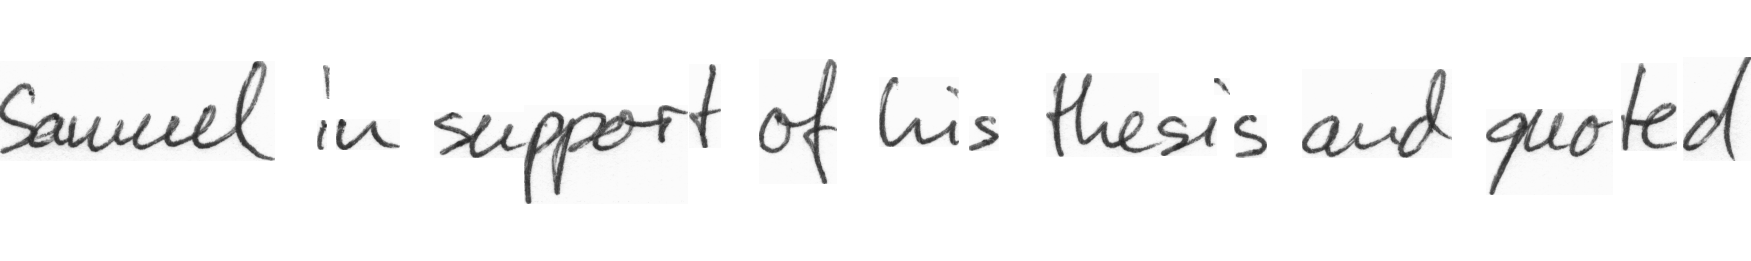 Samuel in support of his thesis and quoted